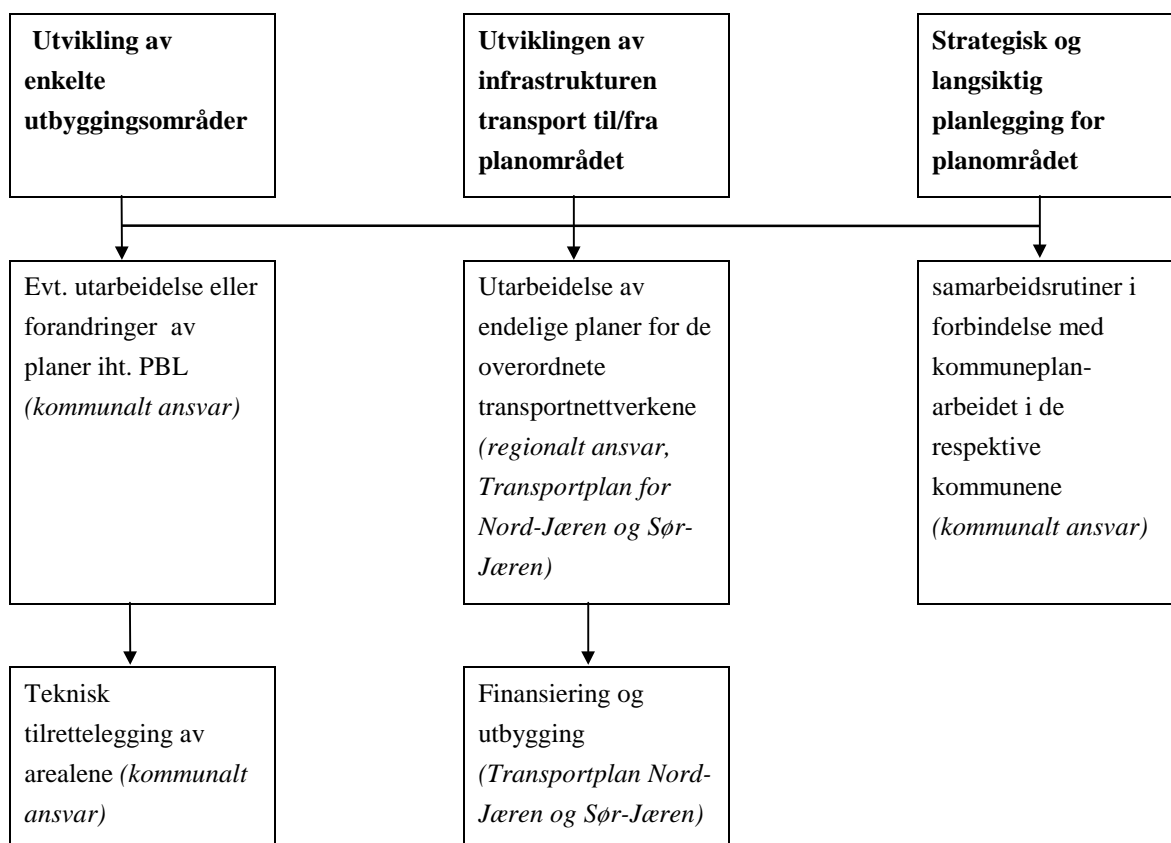 Utvikling av
enkelte
utbyggingsområder
Utviklingen av
infrastrukturen
transport til/fra
planområdet
Strategisk og
langsiktig
planlegging for
planområdet
Evt. utarbeidelse eller
forandringer av
planer iht. PBL
(kommunalt ansvar)
Utarbeidelse av
endelige planer for de
overordnete
transportnettverkene
(regionalt ansvar,
Transportplan for
Nord-Jæren og Sør-
Jæren)
samarbeidsrutiner i
forbindelse med
kommuneplan-
arbeidet i de
respektive
kommunene
(kommunalt ansvar)
Teknisk
tilrettelegging av
arealene (kommunalt
ansvar)
Finansiering og
utbygging
(Transportplan Nord-
Jæren og Sør-Jæren)